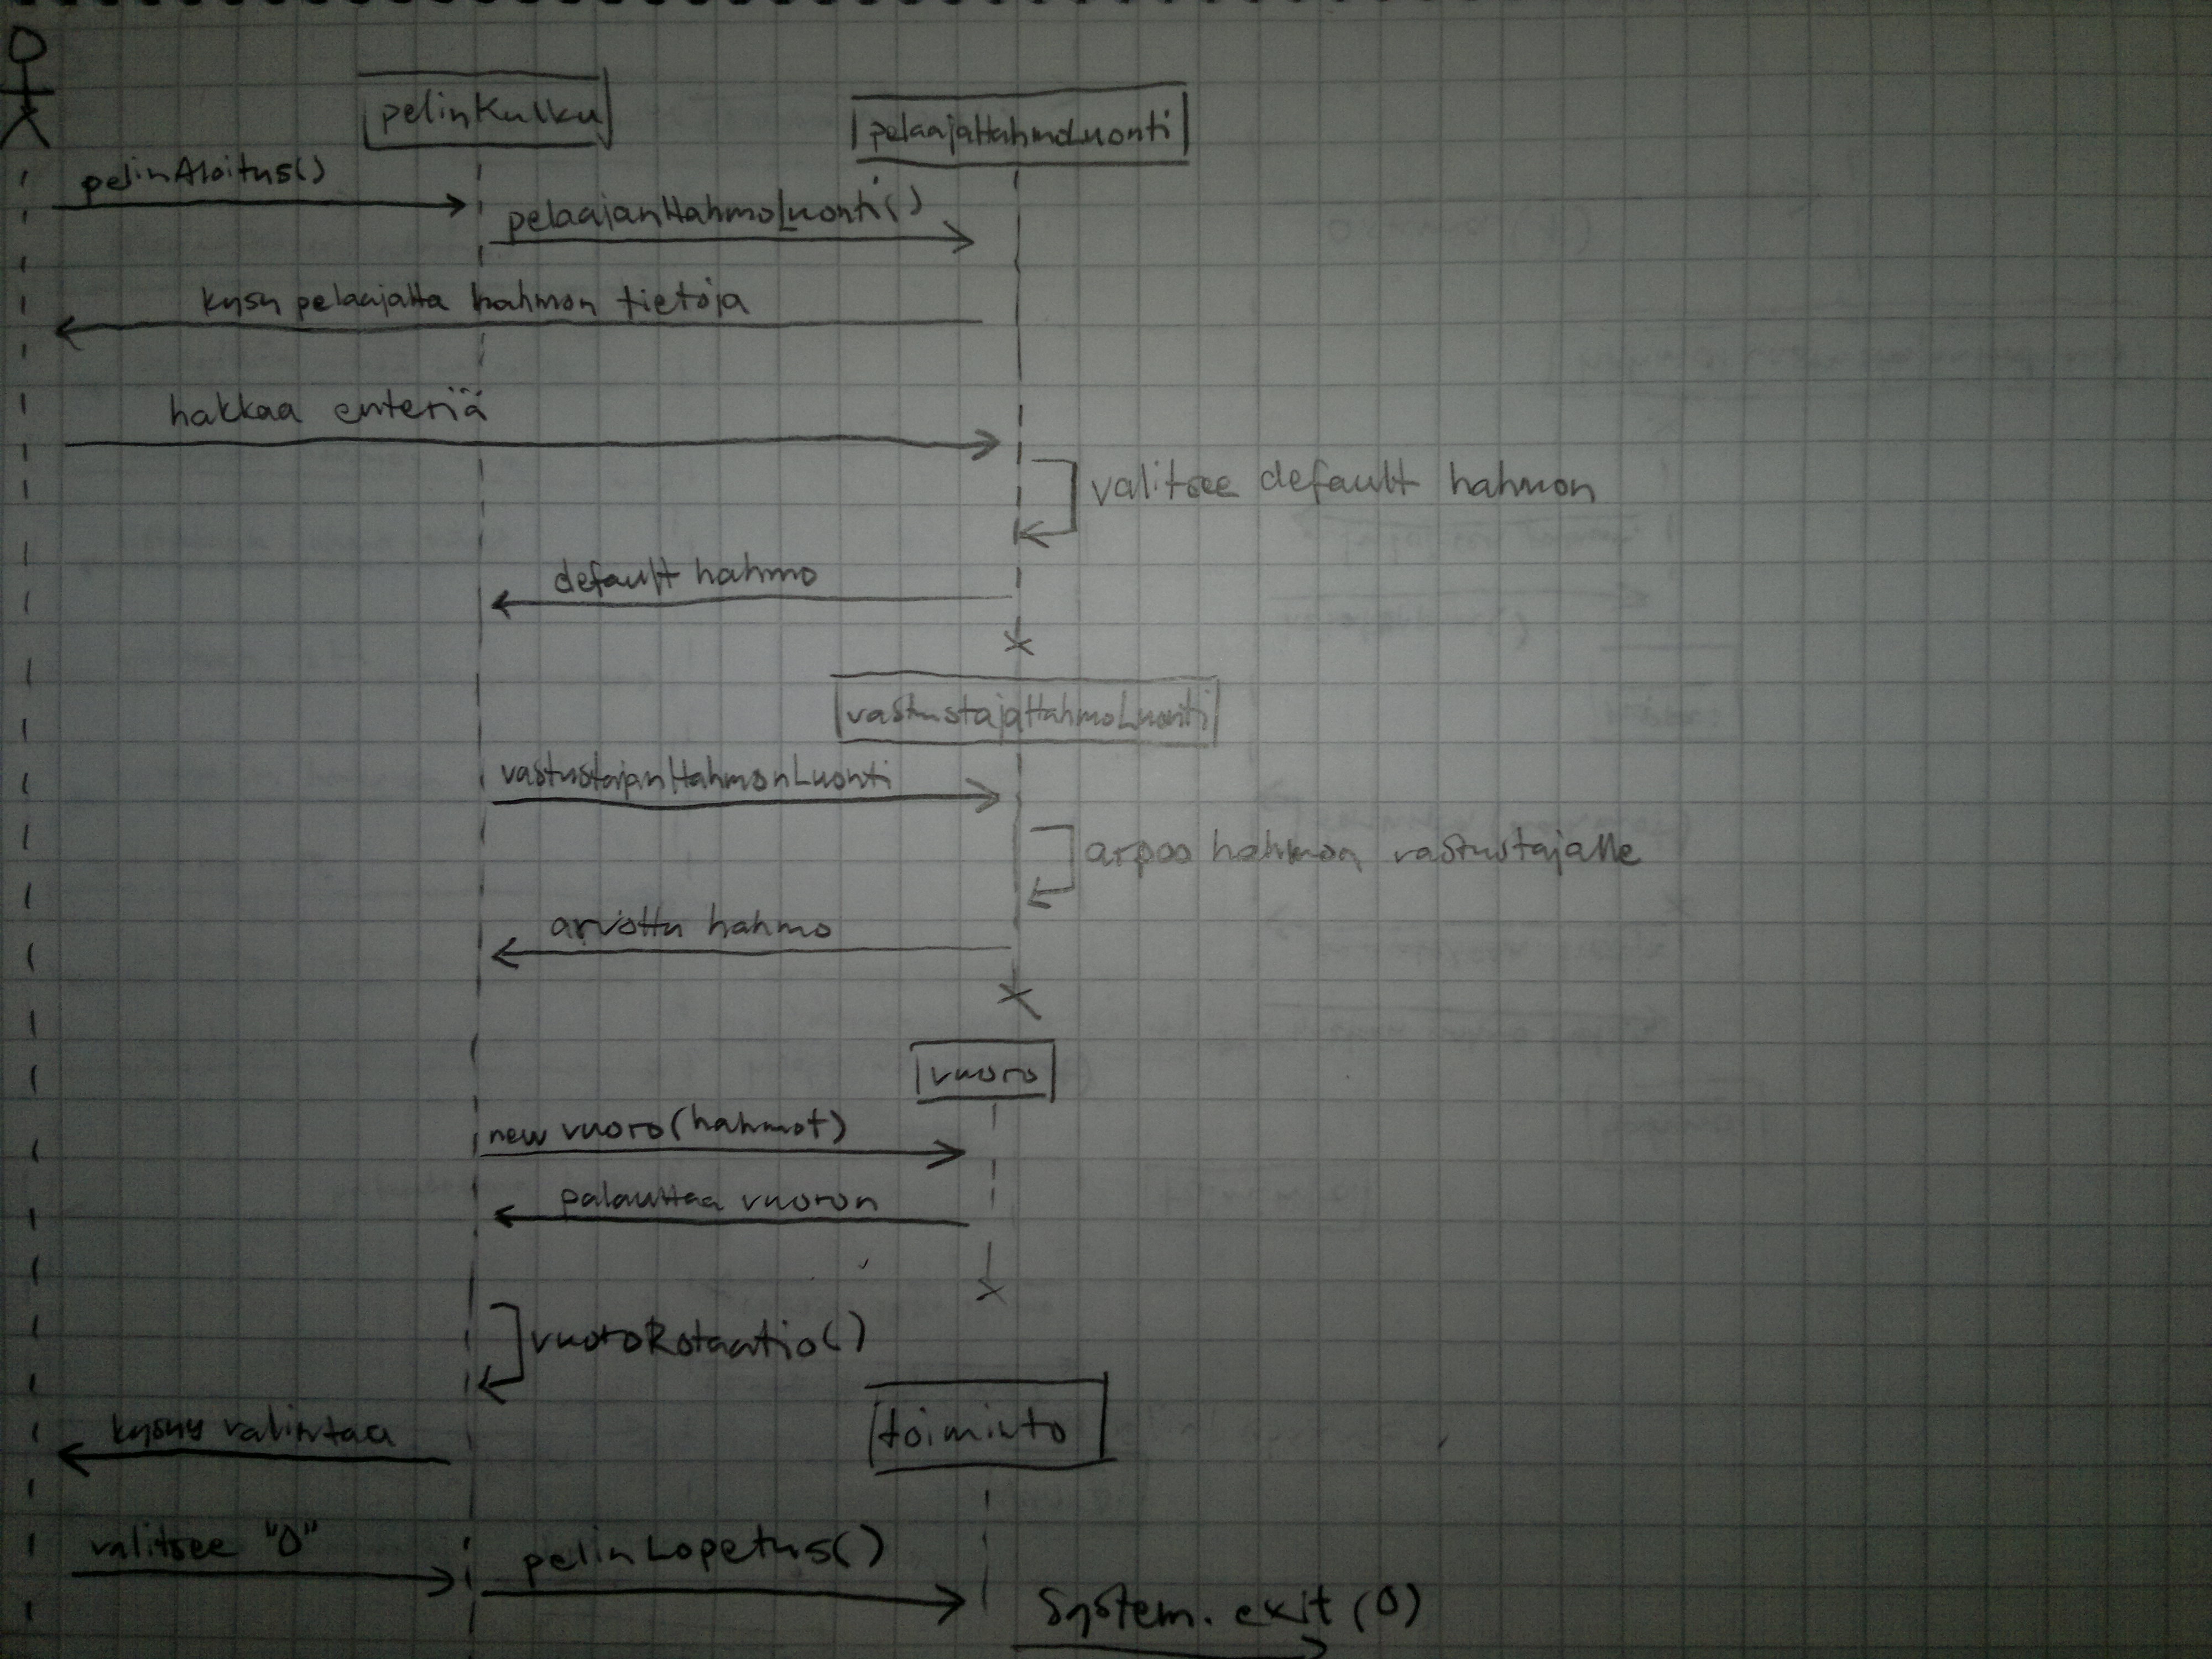 pelinKulku
pelaajaHahmoLuonti
pelinAloitus()
pelaajanHahmoLuonti()
kysy pelaajalta hahmon tietoja
hakkaa enteriä
valitsee default hahmon
default hahmo
vastustajaHahmoLuonti
vastustajanHahmonLuonti
arpoo hahmon vastustajalle
arvottu hahmo
vuoro
new vuoro(hahmot)
palauttaa vuoron
vuoroRotaatio()
toiminto
kysyy valintaa
valitsee "0"
pelinLopetus()
System.exit(0)